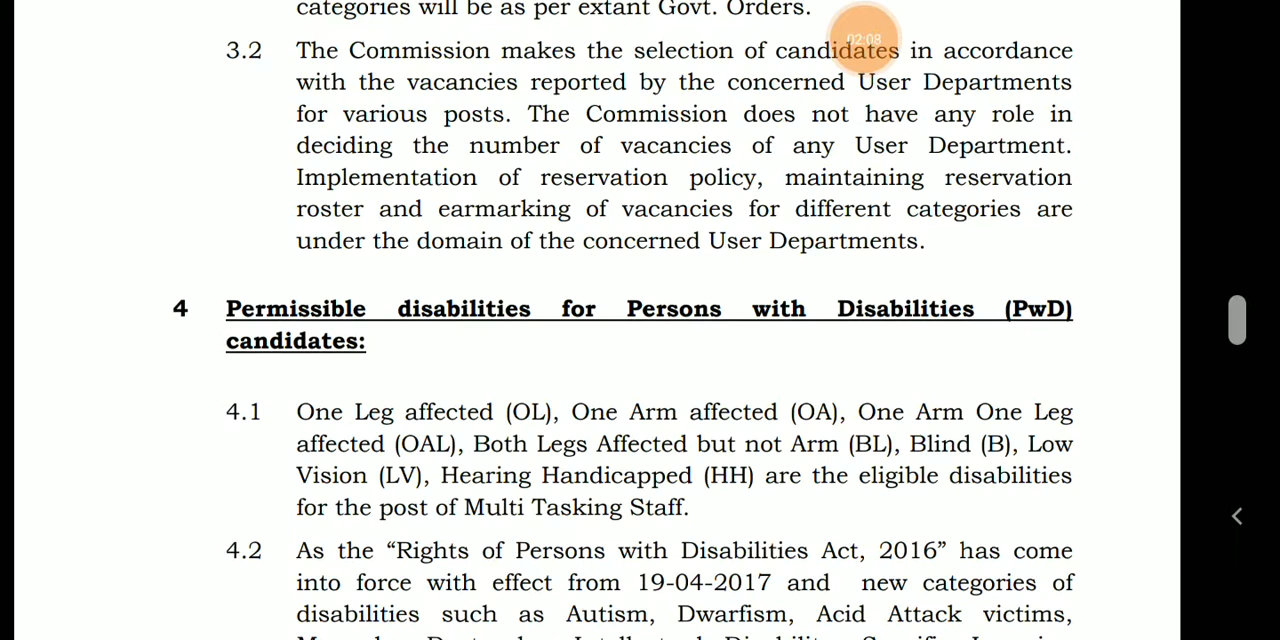 categories will be as per extant Govt. Orders.
02:08
3.2 The Commission makes the selection of candidates in accordance
with the vacancies reported by the concerned User Departments
for various posts. The Commission does not have any role in
deciding the number of vacancies of any User Department.
Implementation of reservation policy, maintaining reservation
roster and earmarking of vacancies for different categories are
under the domain of the concerned User Departments.
4 Permissible disabilities for Persons with Disabilities (PwD)
candidates:
4.1 One Leg affected (OL), One Arm affected (OA), One Arm One Leg
affected (OAL), Both Legs Affected but not Arm (BL), Blind (B), Low
Vision (LV), Hearing Handicapped (HH) are the eligible disabilities
for the post of Multi Tasking Staff.
4.2 As the “Rights of Persons with Disabilities Act, 2016” has come
into force with effect from 19-04-2017 and new categories of
disabilities such as Autism, Dwarfism, Acid Attack victims,